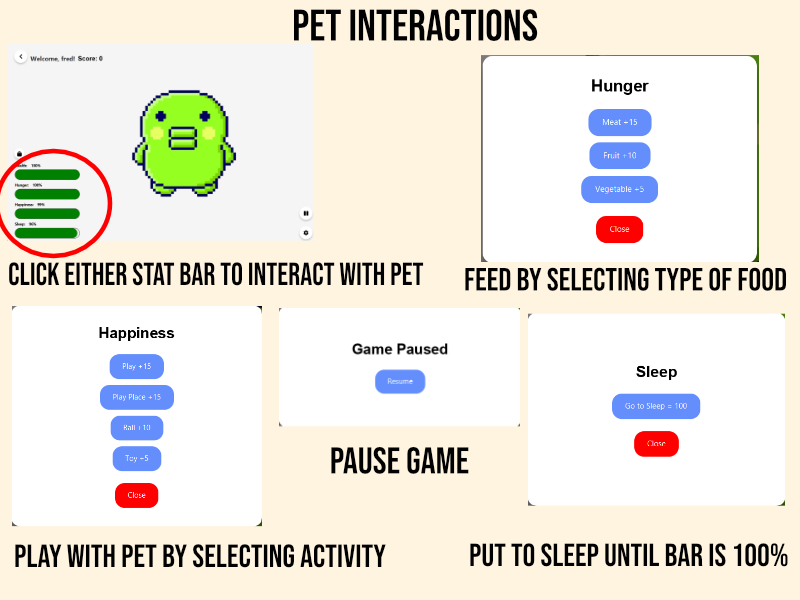 PET INTERACTIONS
Welcome, fred! Score: 0
Health: 100%
Hunger: 100%
Happiness: 99%
Sleep: 96%
CLICK EITHER STAT BAR TO INTERACT WITH PET
Hunger
Meat +15
Fruit +10
Vegetable +5
Close
FEED BY SELECTING TYPE OF FOOD
Happiness
Play +15
Play Place +15
Ball +10
Toy +5
Close
PLAY WITH PET BY SELECTING ACTIVITY
Game Paused
Resume
PAUSE GAME
Sleep
Go to Sleep = 100
Close
PUT TO SLEEP UNTIL BAR IS 100%